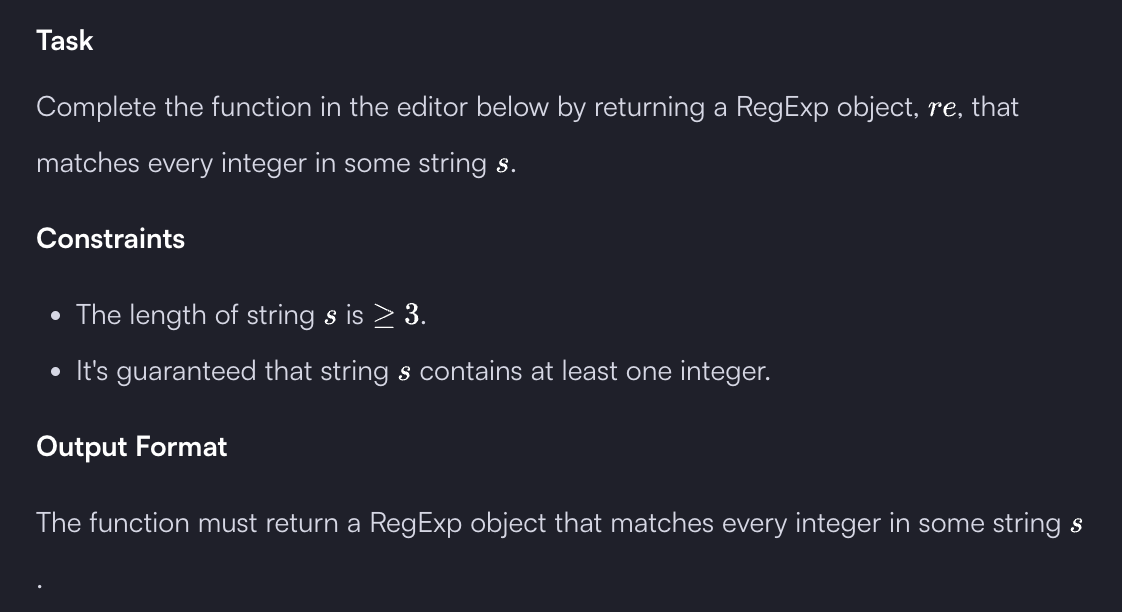 Task
Complete the function in the editor below by returning a RegExp object, re, that
matches every integer in some string s.
Constraints
• The length of string s is ≥ 3.
• It's guaranteed that string s contains at least one integer.
Output Format
The function must return a RegExp object that matches every integer in some string s
.